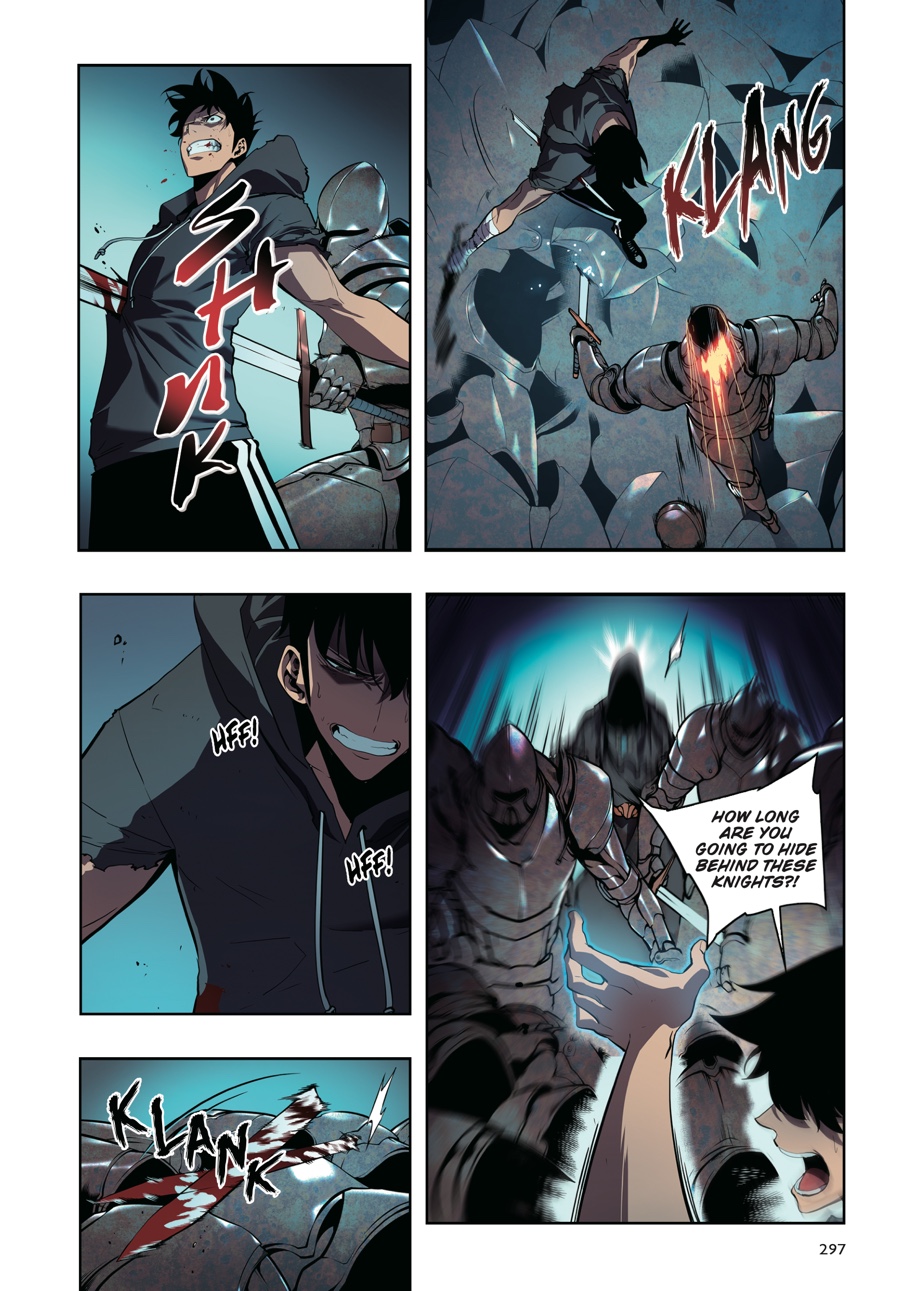 SHNK
KLANG
HFF!
HFF!
KLANK
HOW LONG
ARE YOU
GOING TO HIDE
BEHIND THESE
KNIGHTS?!
297